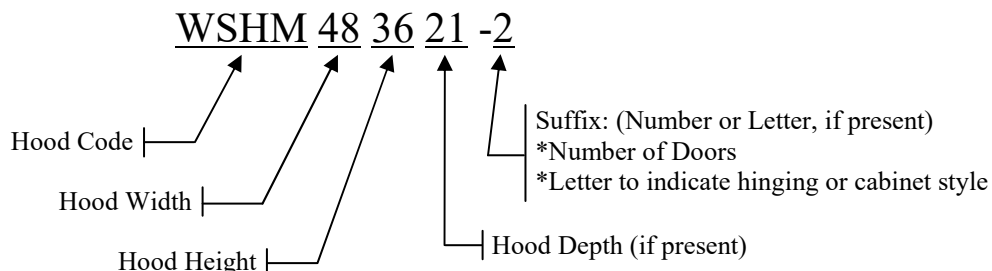 WSHM 48 36 21 -2
Suffix: (Number or Letter, if present)
*Number of Doors
*Letter to indicate hinging or cabinet style
Hood Code
Hood Width
Hood Depth (if present)
Hood Height